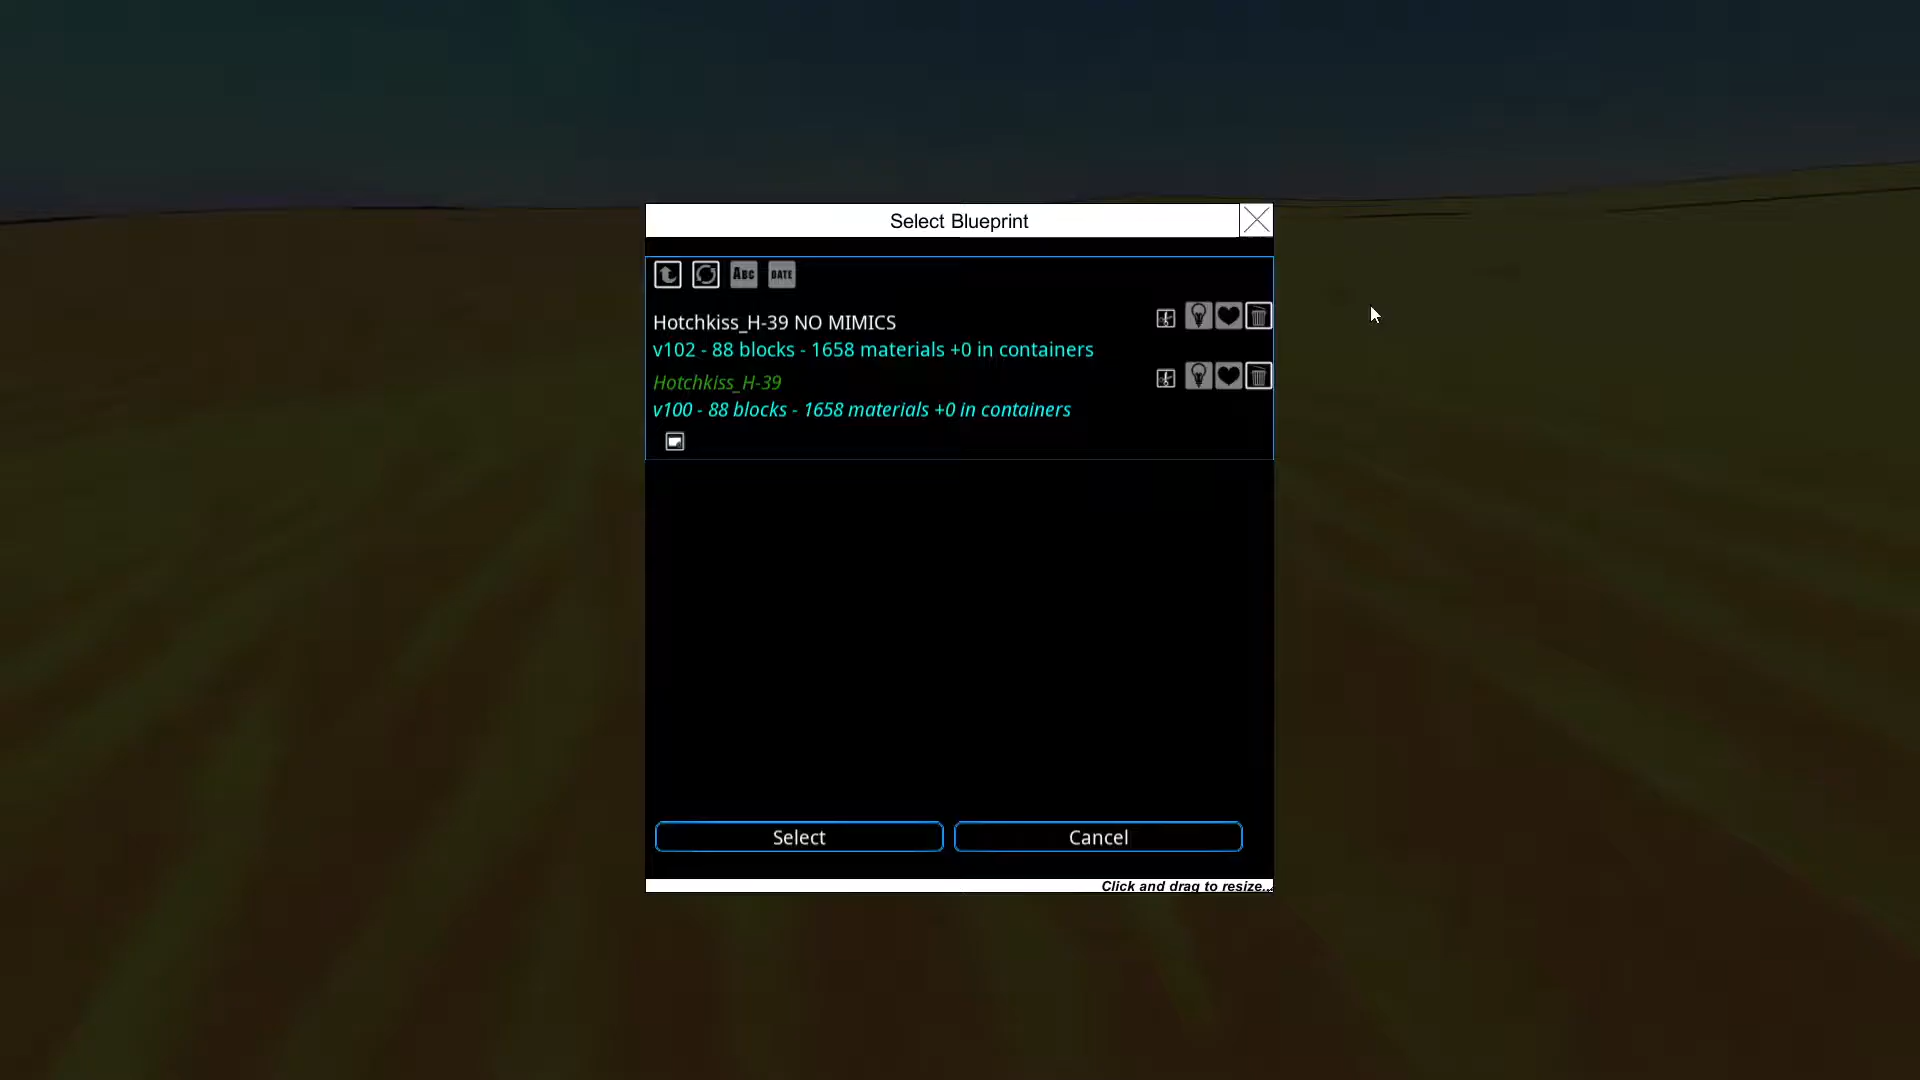 Select Blueprint
ABC DATE
Hotchkiss_H-39 NO MIMICS
v102 - 88 blocks - 1658 materials +0 in containers
Hotchkiss_H-39
v100 - 88 blocks - 1658 materials +0 in containers
Select Cancel
Click and drag to resize...